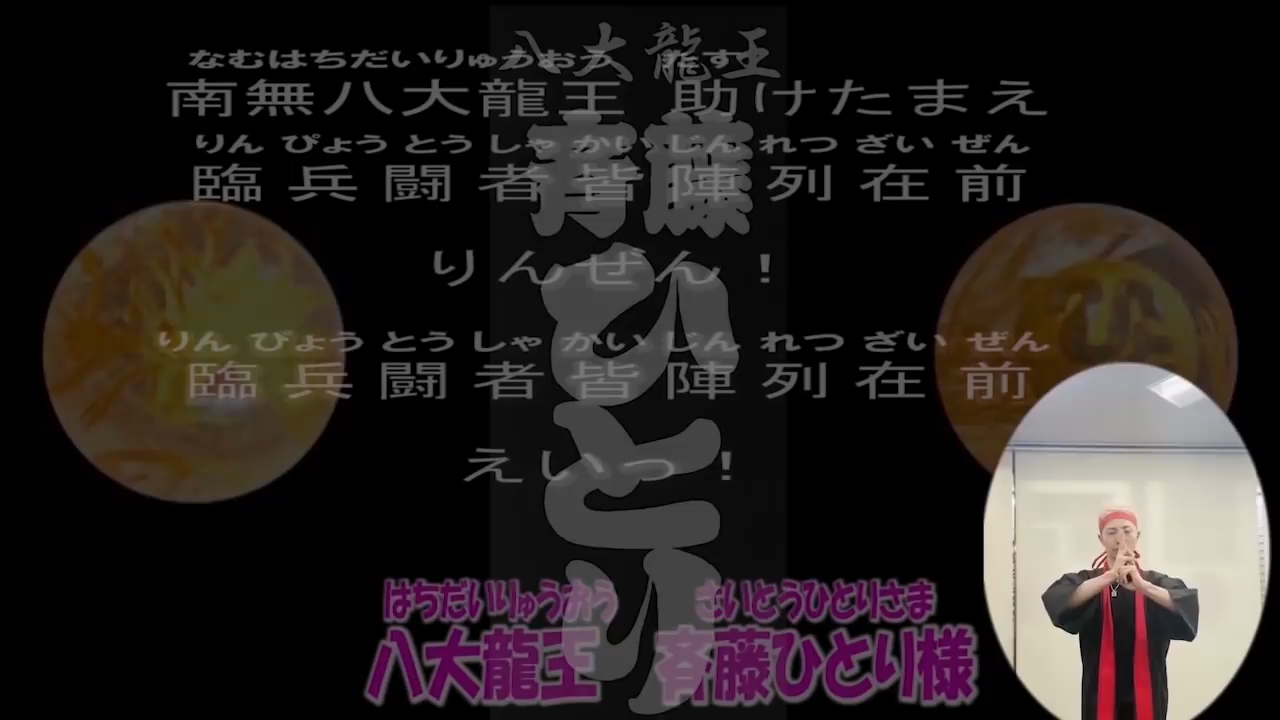 八大龍王
なむはちだいりゅうおう たす
南無八大龍王 助けたまえ
りん ぴょう とう しゃ かい じん れつ ざい ぜん
臨兵闘者皆陣列在前
りんぜん！
りん ぴょう とう しゃ かい じん れつ ざい ぜん
臨兵闘者皆陣列在前
えいっ！
斉藤ひとり
はちだいりゅうおう さいとうひとりさま
八大龍王 斉藤ひとり様